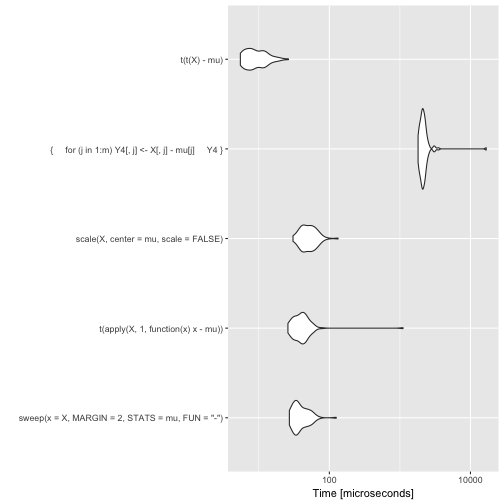 t(t(X) - mu)
{     for (j in 1:m) Y4[, j] <- X[, j] - mu[j]     Y4 }
scale(X, center = mu, scale = FALSE)
t(apply(X, 1, function(x) x - mu))
sweep(x = X, MARGIN = 2, STATS = mu, FUN = "-")
100 10000
Time [microseconds]